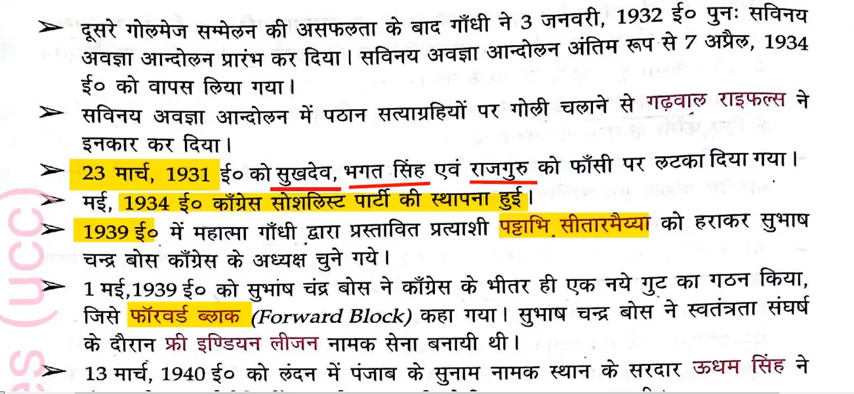 ➢ दूसरे गोलमेज सम्मेलन की असफलता के बाद गाँधी ने 3 जनवरी, 1932 ई० पुनः सविनय
अवज्ञा आन्दोलन प्रारंभ कर दिया। सविनय अवज्ञा आन्दोलन अंतिम रूप से 7 अप्रैल, 1934
ई० को वापस लिया गया।
➢ सविनय अवज्ञा आन्दोलन में पठान सत्याग्रहियों पर गोली चलाने से गढ़वाल राइफल्स ने
इनकार कर दिया।
➢ 23 मार्च, 1931 ई० को सुखदेव, भगत सिंह एवं राजगुरु को फाँसी पर लटका दिया गया।
➢ मई, 1934 ई० काँग्रेस सोशलिस्ट पार्टी की स्थापना हुई।
➢ 1939 ई० में महात्मा गाँधी द्वारा प्रस्तावित प्रत्याशी पट्टाभि सीतारमैय्या को हराकर सुभाष
चन्द्र बोस काँग्रेस के अध्यक्ष चुने गये।
➢ 1 मई,1939 ई० को सुभाष चंद्र बोस ने काँग्रेस के भीतर ही एक नये गुट का गठन किया,
जिसे फॉरवर्ड ब्लाक (Forward Block) कहा गया। सुभाष चन्द्र बोस ने स्वतंत्रता संघर्ष
के दौरान फ्री इण्डियन लीजन नामक सेना बनायी थी।
➢ 13 मार्च, 1940 ई० को लंदन में पंजाब के सुनाम नामक स्थान के सरदार ऊधम सिंह ने
es (ucc)